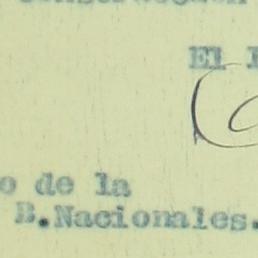 El
o de la
B.Nacionales.